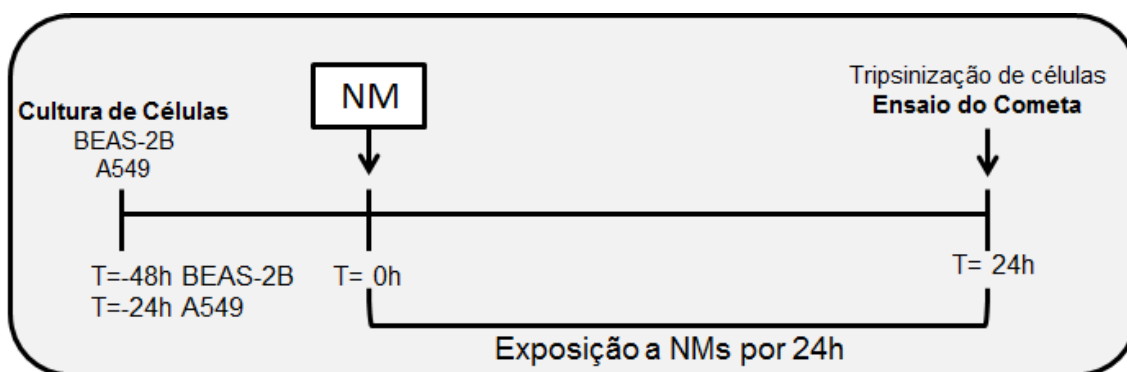 Cultura de Células
BEAS-2B
A549
NM
Tripsinização de células
Ensaio do Cometa
T=-48h BEAS-2B
T=-24h A549
T= 0h
T= 24h
Exposição a NMs por 24h